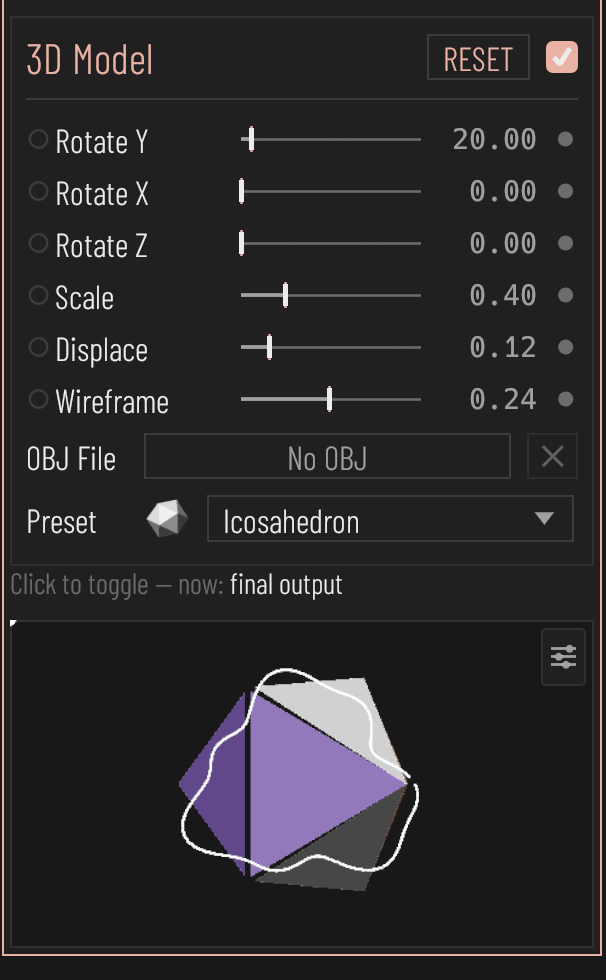 3D Model RESET
Rotate Y 20.00
Rotate X 0.00
Rotate Z 0.00
Scale 0.40
Displace 0.12
Wireframe 0.24
OBJ File No OBJ
Preset Icosahedron
Click to toggle — now: final output